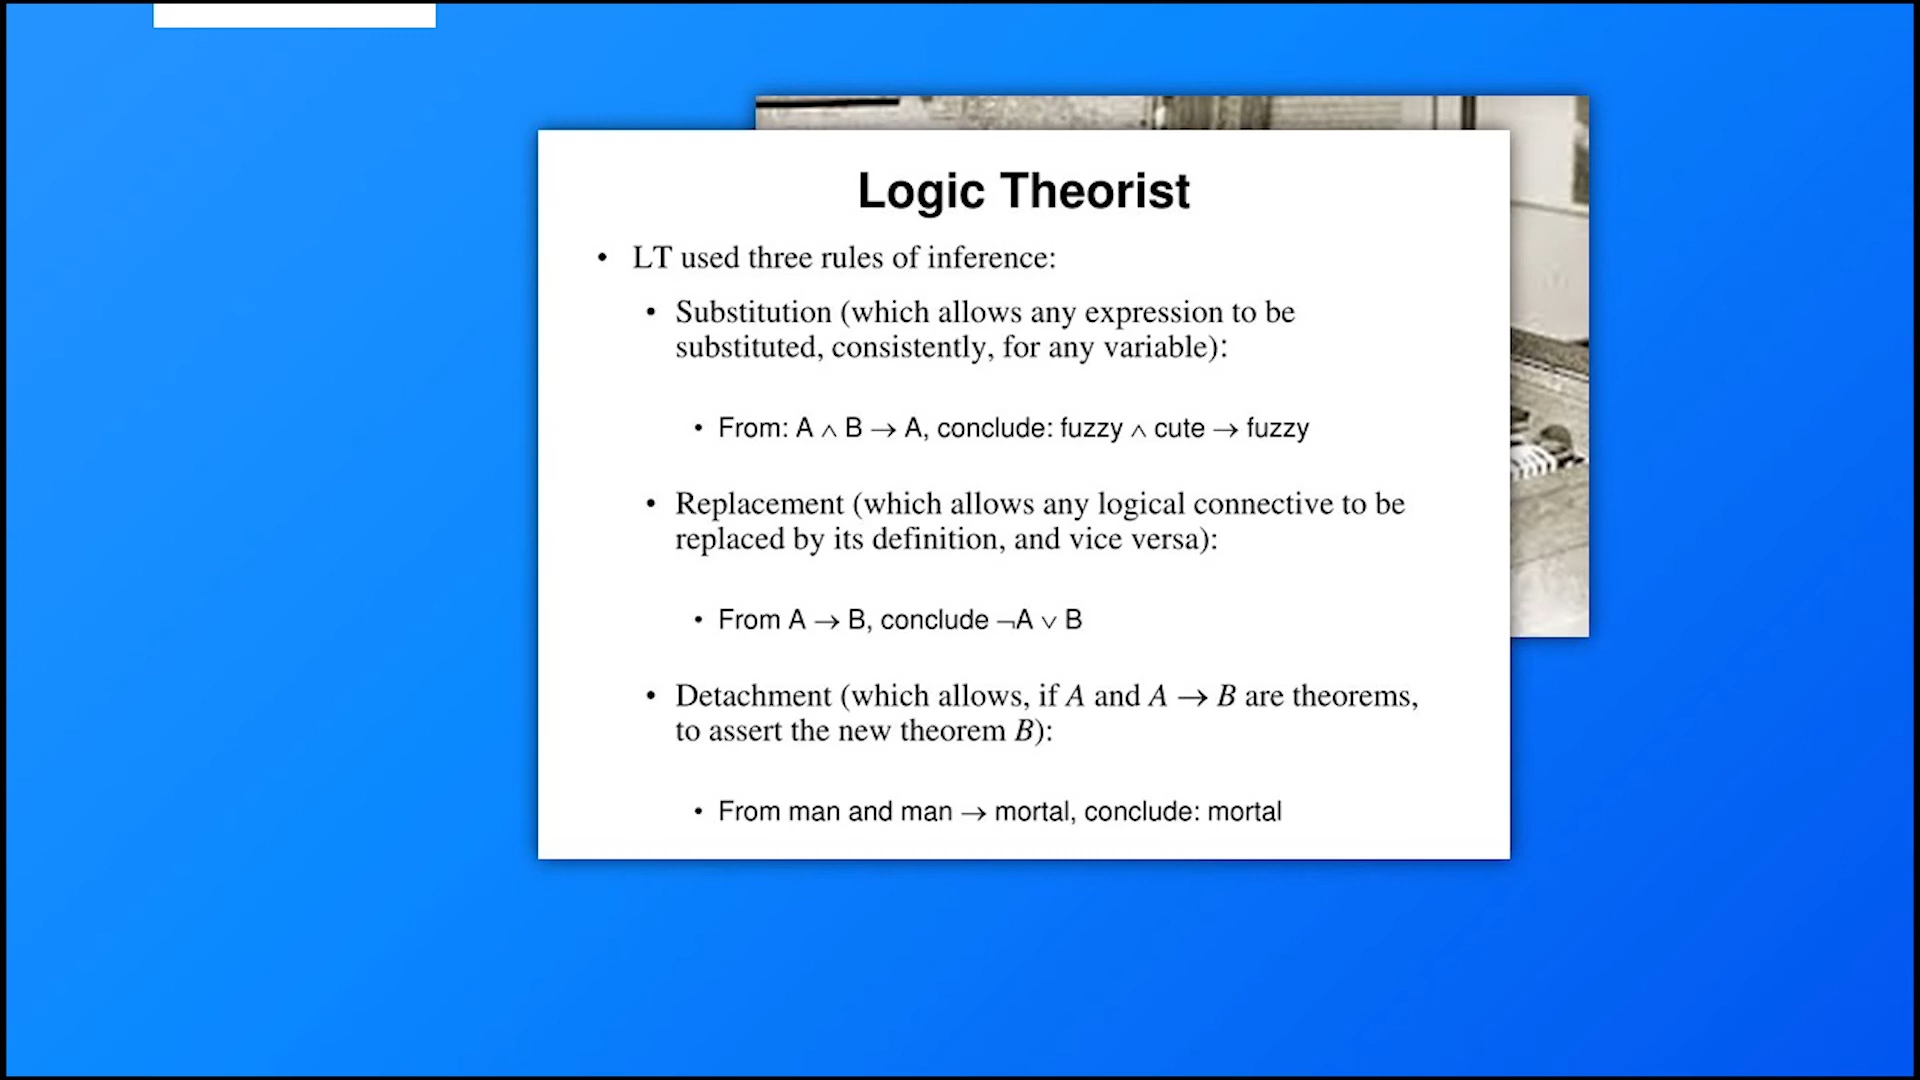 Logic Theorist
• LT used three rules of inference:
• Substitution (which allows any expression to be
substituted, consistently, for any variable):
• From: A ∧ B → A, conclude: fuzzy ∧ cute → fuzzy
• Replacement (which allows any logical connective to be
replaced by its definition, and vice versa):
• From A → B, conclude ¬A ∨ B
• Detachment (which allows, if A and A → B are theorems,
to assert the new theorem B):
• From man and man → mortal, conclude: mortal